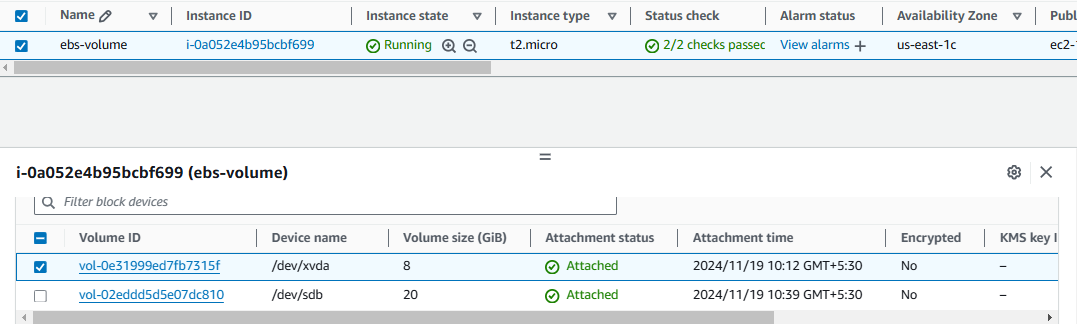 Name Instance ID Instance state Instance type Status check Alarm status Availability Zone Publ
ebs-volume i-0a052e4b95bcbf699 Running t2.micro 2/2 checks passec View alarms + us-east-1c ec2-1
i-0a052e4b95bcbf699 (ebs-volume)
Filter block devices
Volume ID Device name Volume size (GiB) Attachment status Attachment time Encrypted KMS key I
vol-0e31999ed7fb7315f /dev/xvda 8 Attached 2024/11/19 10:12 GMT+5:30 No –
vol-02eddd5d5e07dc810 /dev/sdb 20 Attached 2024/11/19 10:39 GMT+5:30 No –